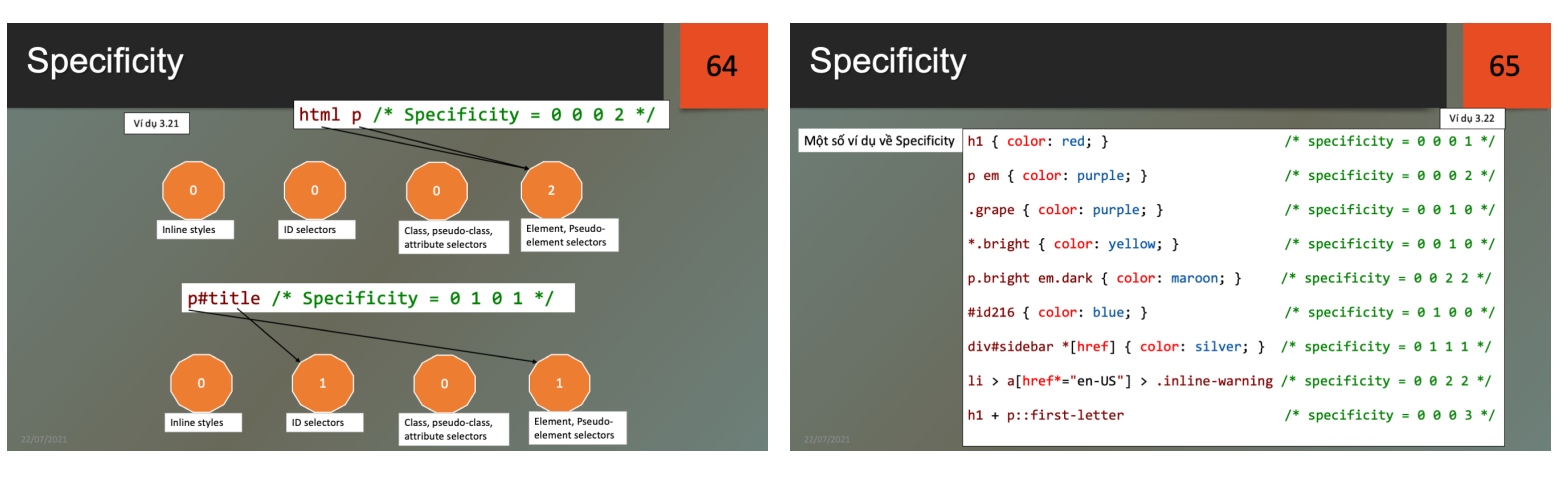 Specificity
64
Ví dụ 3.21
html p /* Specificity = 0 0 0 2 */
0
0
0
2
Inline styles
ID selectors
Class, pseudo-class,
attribute selectors
Element, Pseudo-
element selectors
p#title /* Specificity = 0 1 0 1 */
0
1
0
1
Inline styles
ID selectors
Class, pseudo-class,
attribute selectors
Element, Pseudo-
element selectors
22/07/2021
Specificity
65
Ví dụ 3.22
Một số ví dụ về Specificity
h1 { color: red; } /* specificity = 0 0 0 1 */
p em { color: purple; } /* specificity = 0 0 0 2 */
.grape { color: purple; } /* specificity = 0 0 1 0 */
*.bright { color: yellow; } /* specificity = 0 0 1 0 */
p.bright em.dark { color: maroon; } /* specificity = 0 0 2 2 */
#id216 { color: blue; } /* specificity = 0 1 0 0 */
div#sidebar *[href] { color: silver; } /* specificity = 0 1 1 1 */
li > a[href*="en-US"] > .inline-warning /* specificity = 0 0 2 2 */
h1 + p::first-letter /* specificity = 0 0 0 3 */
22/07/2021